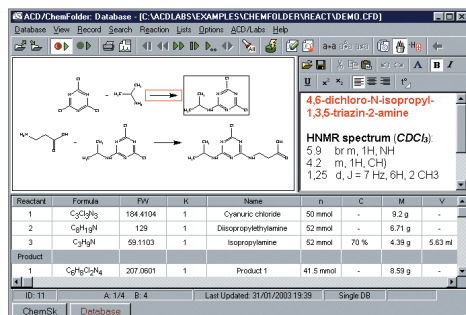 ACD/ChemFolder: Database - [C:\ACDLABS\EXAMPLES\CHEMFOLDER\REACT\DEMO.CFD]
Database View Record Search Reaction Lists Options ACD/Labs Help
4,6-dichloro-N-isopropyl-
1,3,5-triazin-2-amine
HNMR spectrum (CDCl3)
5.9 br m, 1H, NH
4.2 m, 1H, CH)
1,25 d, J = 7 Hz, 6H, 2 CH3
Reactant Formula FW K Name n C M V
1 C3Cl3N3 184.4104 1 Cyanuric chloride 50 mmol - 9.2 g -
2 C8H19N 129 1 Diisopropylethylamine 52 mmol - 6.71 g -
3 C3H9N 59.1103 1 Isopropylamine 52 mmol 70 % 4.39 g 5.63 ml
Product
1 C6H8Cl2N4 207.0601 1 Product 1 41.5 mmol - 8.59 g -
ID: 11 A: 1/4 B: 4 Last Updated: 31/01/2003 19:39 Single DB
ChemSk Database